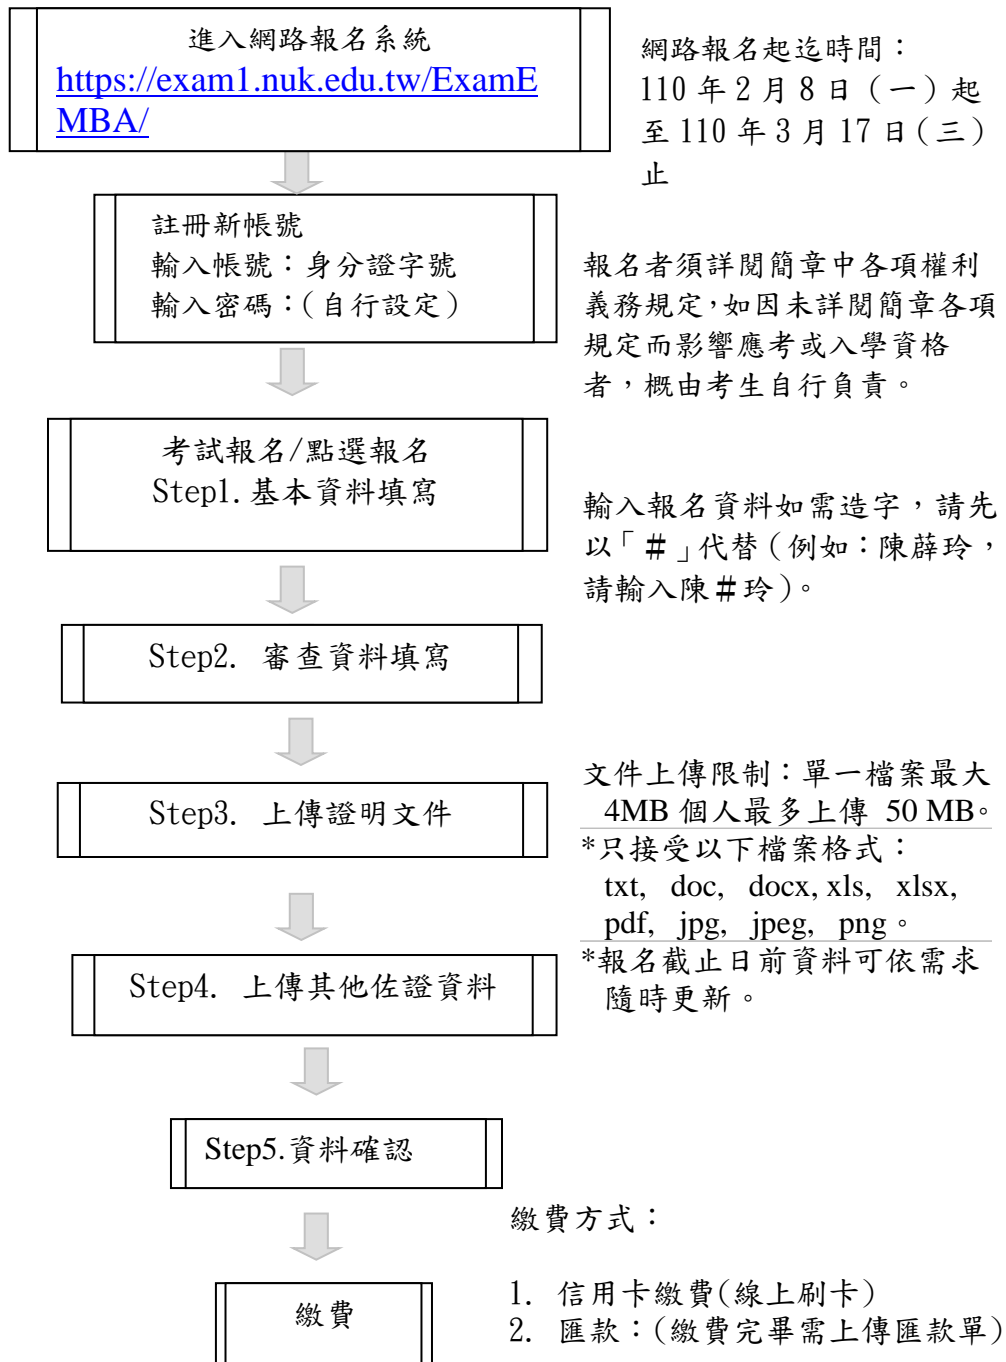 進入網路報名系統
https://exam1.nuk.edu.tw/ExamE
MBA/
網路報名起迄時間：
110 年 2 月 8 日（一）起
至 110 年 3 月 17 日（三）
止
註冊新帳號
輸入帳號：身分證字號
輸入密碼：(自行設定)
報名者須詳閱簡章中各項權利
義務規定，如因未詳閱簡章各項
規定而影響應考或入學資格
者，概由考生自行負責。
考試報名/點選報名
Step1.基本資料填寫
輸入報名資料如需造字，請先
以「＃」代替（例如：陳薜玲，
請輸入陳＃玲）。
Step2. 審查資料填寫
Step3. 上傳證明文件
文件上傳限制：單一檔案最大
4MB 個人最多上傳 50 MB。
*只接受以下檔案格式：
txt, doc, docx, xls, xlsx,
pdf, jpg, jpeg, png。
*報名截止日前資料可依需求
隨時更新。
Step4. 上傳其他佐證資料
Step5.資料確認
繳費方式：
繳費
1. 信用卡繳費(線上刷卡)
2. 匯款：(繳費完畢需上傳匯款單)